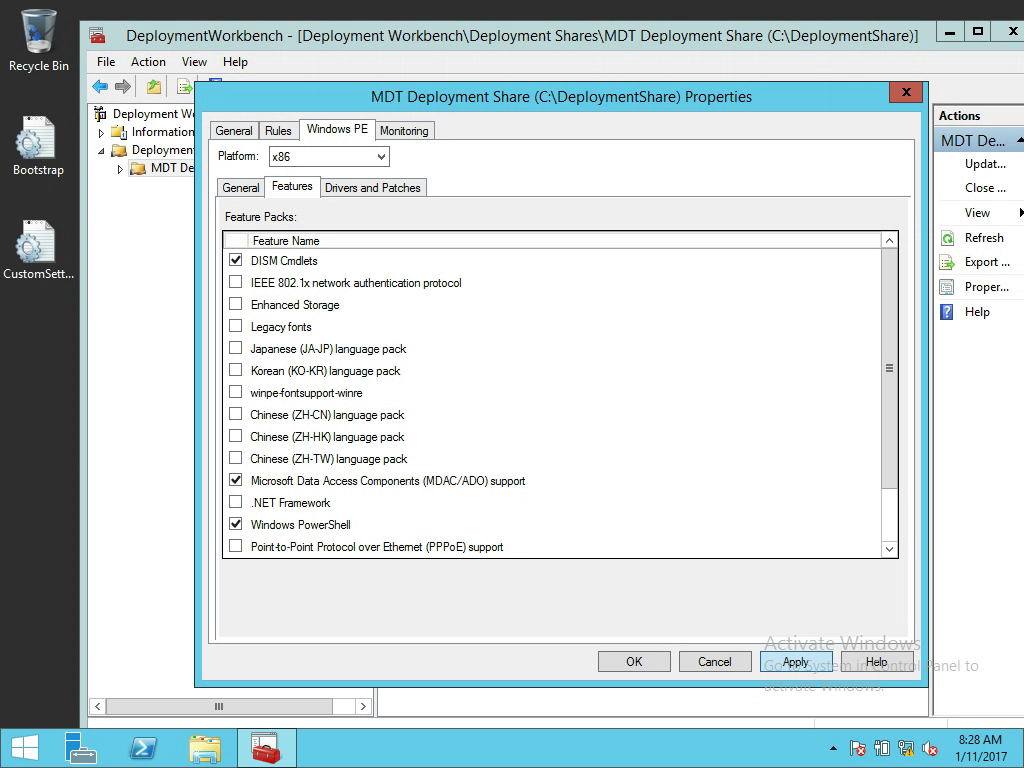 Recycle Bin
Bootstrap
CustomSett...
DeploymentWorkbench - [Deployment Workbench\Deployment Shares\MDT Deployment Share (C:\DeploymentShare)]
File Action View Help
Deployment Wo
Information
Deployment
MDT De
MDT Deployment Share (C:\DeploymentShare) Properties
x
General Rules Windows PE Monitoring
Platform: x86
General Features Drivers and Patches
Feature Packs:
Feature Name
DISM Cmdlets
IEEE 802.1x network authentication protocol
Enhanced Storage
Legacy fonts
Japanese (JA-JP) language pack
Korean (KO-KR) language pack
winpe-fontsupport-winre
Chinese (ZH-CN) language pack
Chinese (ZH-HK) language pack
Chinese (ZH-TW) language pack
Microsoft Data Access Components (MDAC/ADO) support
.NET Framework
Windows PowerShell
Point-to-Point Protocol over Ethernet (PPPoE) support
OK Cancel Apply Help
Actions
MDT De...
Updat...
Close ...
View
Refresh
Export ...
Proper...
Help
Activate Windows
Go to System in Control Panel to
activate Windows.
8:28 AM
1/11/2017